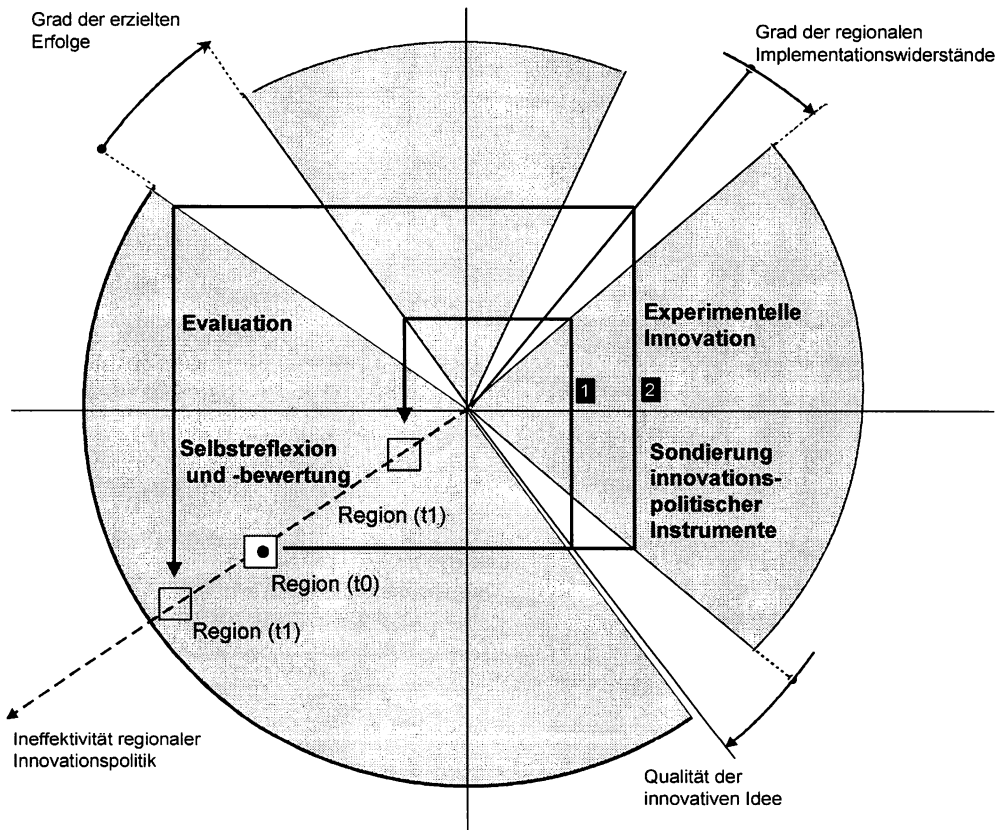 Grad der erzielten
Erfolge
Grad der regionalen
Implementationswiderstände
Evaluation
Experimentelle
Innovation
1
2
Selbstreflexion
und -bewertung
Sondierung
innovations-
politischer
Instrumente
Region (t1)
Region (t0)
Region (t1)
Ineffektivität regionaler
Innovationspolitik
Qualität der
innovativen Idee